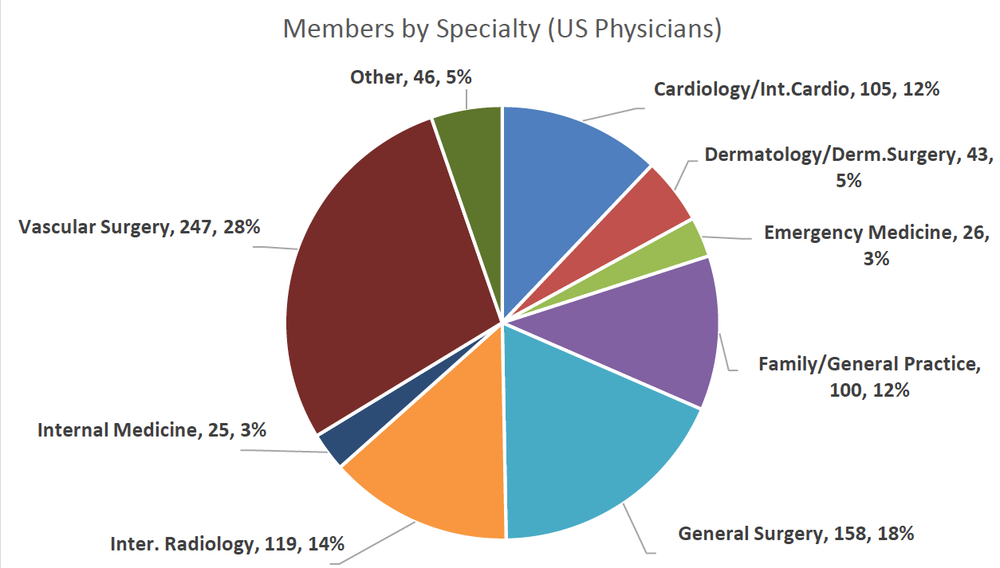 Members by Specialty (US Physicians)
Other, 46, 5%
Cardiology/Int.Cardio, 105, 12%
Dermatology/Derm.Surgery, 43,
5%
Emergency Medicine, 26,
3%
Family/General Practice,
100, 12%
General Surgery, 158, 18%
Inter. Radiology, 119, 14%
Internal Medicine, 25, 3%
Vascular Surgery, 247, 28%